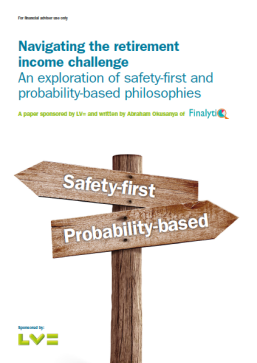 For financial adviser use only
Navigating the retirement
income challenge
An exploration of safety-first and
probability-based philosophies
A paper sponsored by LV= and written by Abraham Okusanya of Finalytiq
Safety-first
Probability-based
Sponsored by:
LV=